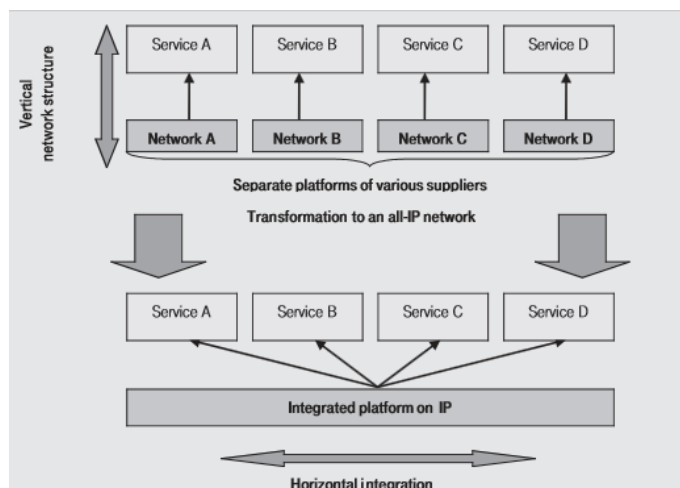 Vertical
network structure
Service A
Service B
Service C
Service D
Network A
Network B
Network C
Network D
Separate platforms of various suppliers
Transformation to an all-IP network
Service A
Service B
Service C
Service D
Integrated platform on IP
Horizontal integration